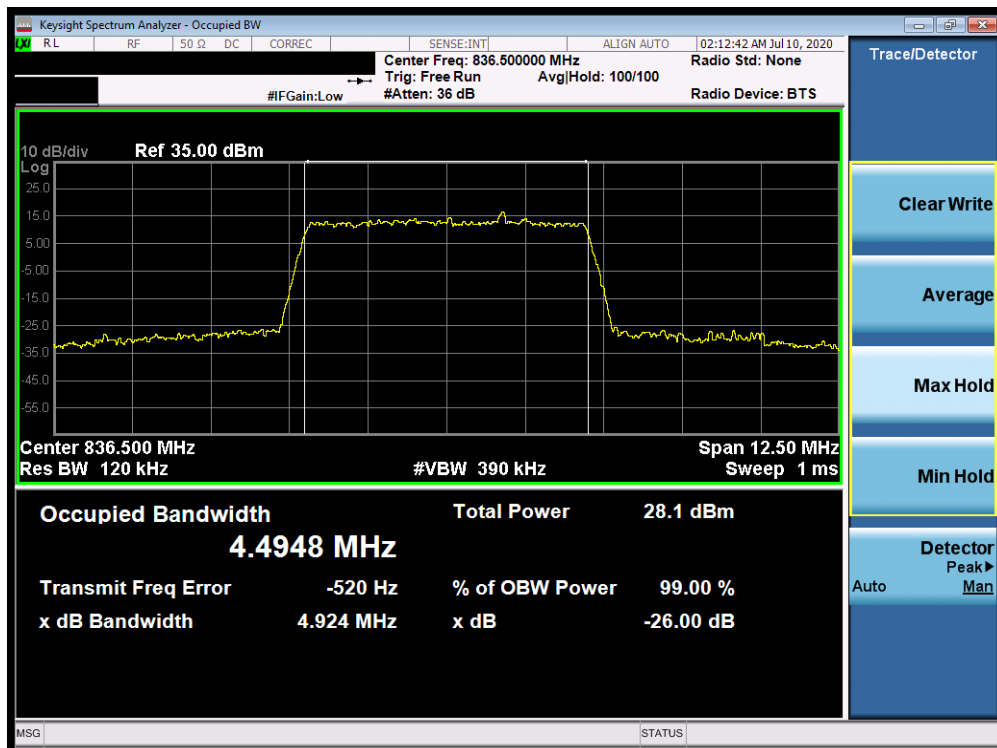 Keysight Spectrum Analyzer - Occupied BW
LXI RL RF 50 Ω DC CORREC SENSE:INT ALIGN AUTO 02:12:42 AM Jul 10, 2020
Center Freq: 836.500000 MHz Radio Std: None
Trig: Free Run Avg|Hold: 100/100
#IFGain:Low #Atten: 36 dB Radio Device: BTS
Trace/Detector
10 dB/div Ref 35.00 dBm
Log
25.0
15.0
5.00
-5.00
-15.0
-25.0
-35.0
-45.0
-55.0
Center 836.500 MHz Span 12.50 MHz
Res BW 120 kHz #VBW 390 kHz Sweep 1 ms
Occupied Bandwidth Total Power 28.1 dBm
4.4948 MHz
Transmit Freq Error -520 Hz % of OBW Power 99.00 %
x dB Bandwidth 4.924 MHz x dB -26.00 dB
Clear Write
Average
Max Hold
Min Hold
Detector
Peak▶
Auto Man
MSG STATUS